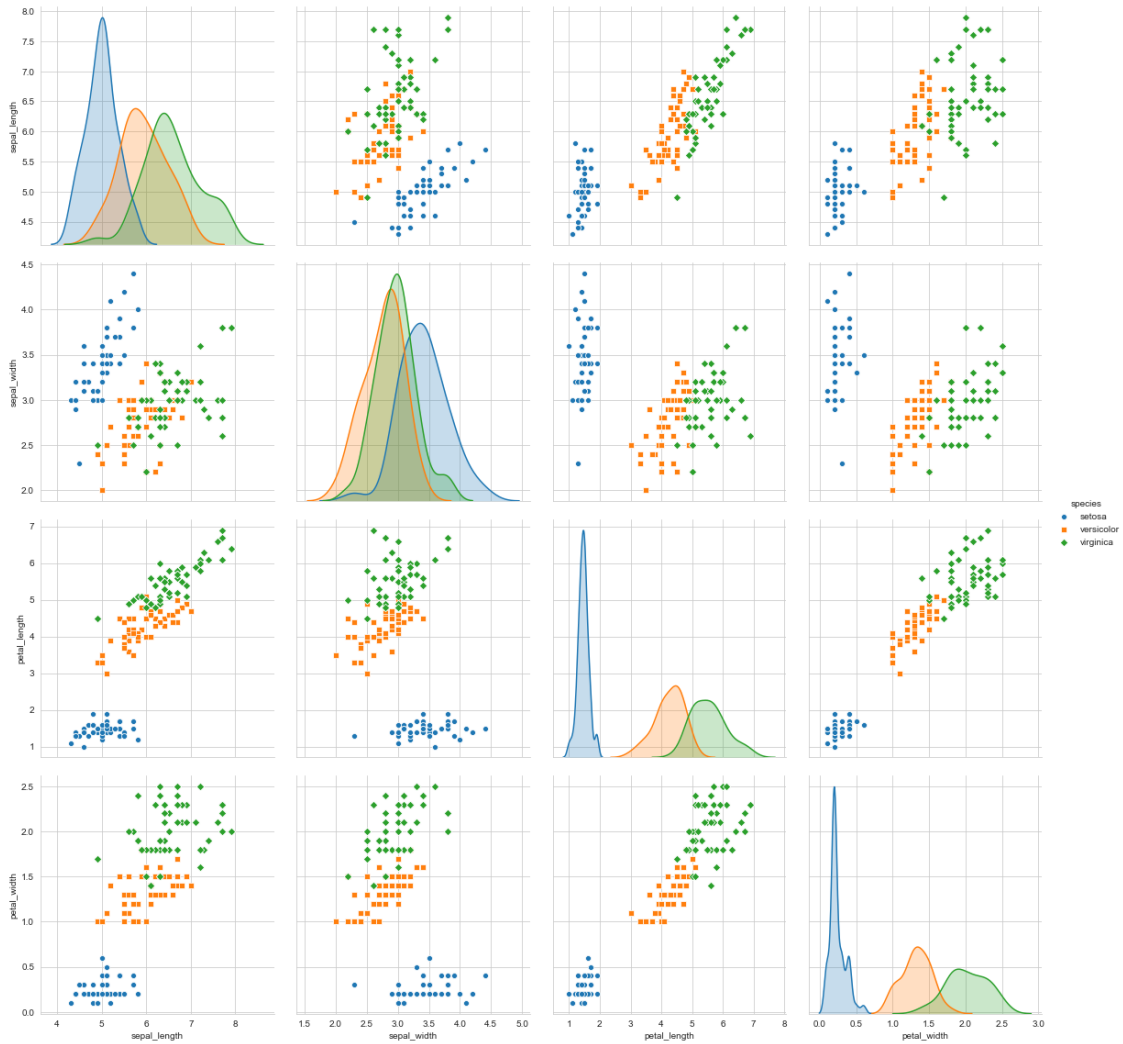 8.0
7.5
7.0
6.5
6.0
5.5
5.0
4.5
sepal_length
4.5
4.0
3.5
3.0
2.5
2.0
sepal_width
species
setosa
versicolor
virginica
7
6
5
4
3
2
1
petal_length
2.5
2.0
1.5
1.0
0.5
0.0
petal_width
4 5 6 7 8
1.5 2.0 2.5 3.0 3.5 4.0 4.5 5.0
1 2 3 4 5 6 7 8
0.0 0.5 1.0 1.5 2.0 2.5 3.0
sepal_length
sepal_width
petal_length
petal_width